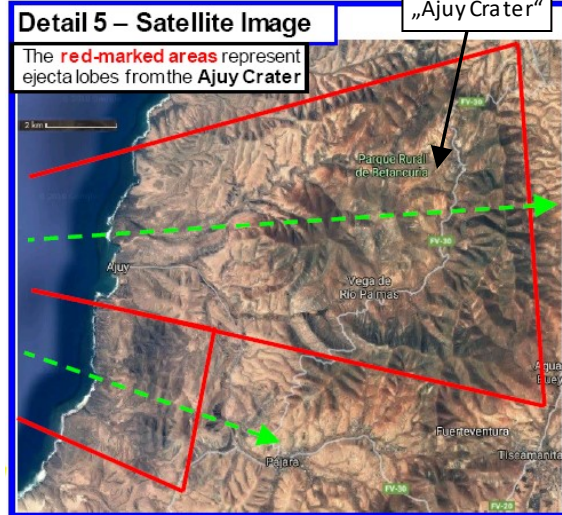 „Ajuy Crater“
Detail 5 – Satellite Image
The red-marked areas represent
ejecta lobes from the Ajuy Crater
2 km
FV-30
Parque Rural
de Betancuria
FV-30
Ajuy
Vega de
Río Palmas
Agua
Buey
Fuerteventura
Pájara
Tiscamanita
FV-30
FV-20